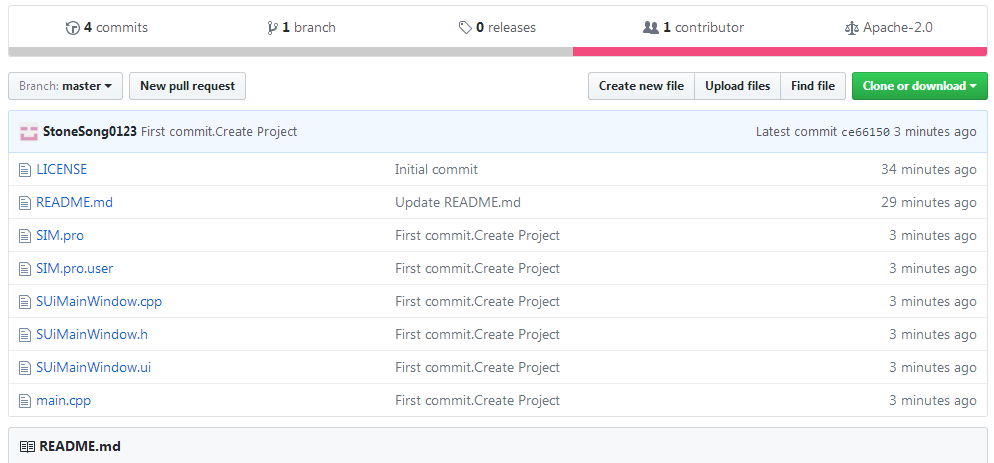 4 commits 1 branch 0 releases 1 contributor Apache-2.0
Branch: master New pull request Create new file Upload files Find file Clone or download
StoneSong0123 First commit.Create Project Latest commit ce66150 3 minutes ago
LICENSE Initial commit 34 minutes ago
README.md Update README.md 29 minutes ago
SIM.pro First commit.Create Project 3 minutes ago
SIM.pro.user First commit.Create Project 3 minutes ago
SUiMainWindow.cpp First commit.Create Project 3 minutes ago
SUiMainWindow.h First commit.Create Project 3 minutes ago
SUiMainWindow.ui First commit.Create Project 3 minutes ago
main.cpp First commit.Create Project 3 minutes ago
README.md